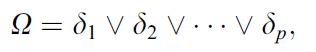 Ω = δ₁ ∨ δ₂ ∨ ⋯ ∨ δₚ,